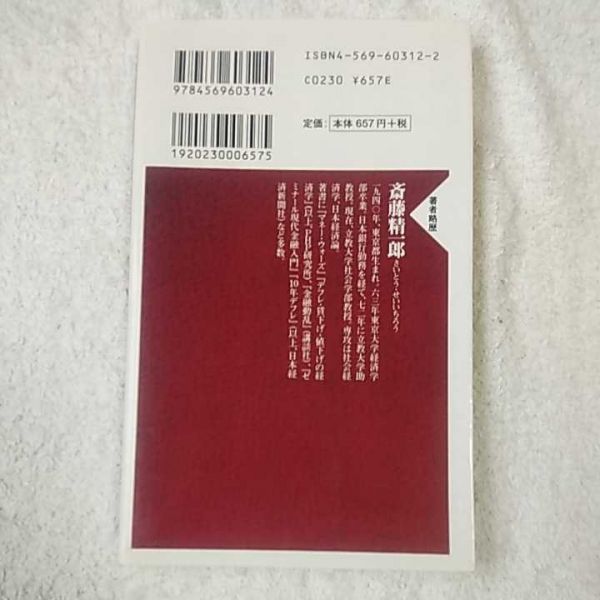 ISBN4-569-60312-2
C0230 ¥657E
9784569603124
定価:本体657円+税
1920230006575
著者略歴
斎藤精一郎
さいとう・せいいちろう
一九四〇年、東京都生まれ。六三年東京大学経済学
部卒業。日本銀行勤務を経て、七二年に立教大学助
教授。現在、立教大学社会学部教授。専攻は社会経
済学、日本経済論。
著書に『マネー・ウォーズ』『デフレ・賃下げ・値下げの経
済学』(以上、PHP研究所)、『金融動乱』(講談社)、『ゼ
ミナール現代金融入門』『10年デフレ』(以上、日本経
済新聞社)など多数。